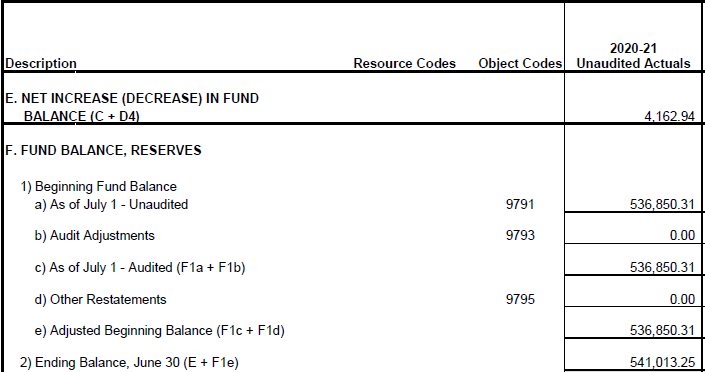 2020-21
Description Resource Codes Object Codes Unaudited Actuals
E. NET INCREASE (DECREASE) IN FUND
BALANCE (C + D4) 4,162.94
F. FUND BALANCE, RESERVES
1) Beginning Fund Balance
a) As of July 1 - Unaudited 9791 536,850.31
b) Audit Adjustments 9793 0.00
c) As of July 1 - Audited (F1a + F1b) 536,850.31
d) Other Restatements 9795 0.00
e) Adjusted Beginning Balance (F1c + F1d) 536,850.31
2) Ending Balance, June 30 (E + F1e) 541,013.25